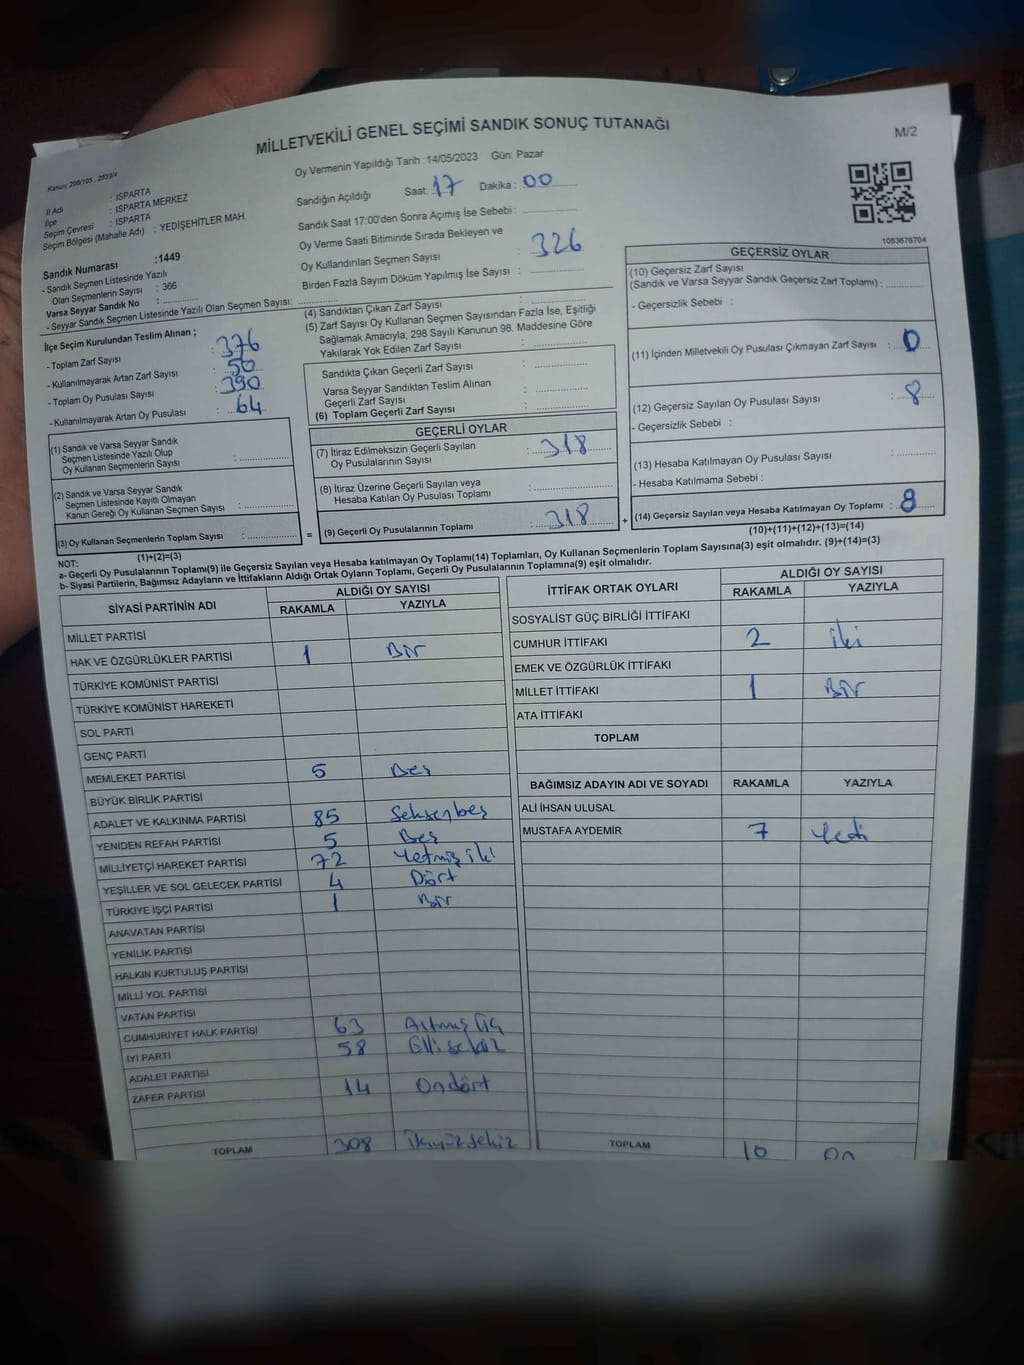 MİLLETVEKİLİ GENEL SEÇİMİ SANDIK SONUÇ TUTANAĞI
M/2
Kanun: 298/105 , 2839/4
Oy Vermenin Yapıldığı Tarih : 14/05/2023 Gün: Pazar
İl Adı : ISPARTA
İlçe : ISPARTA MERKEZ
Seçim Çevresi : ISPARTA
Seçim Bölgesi (Mahalle Adı) : YEDİŞEHİTLER MAH.
Sandığın Açıldığı Saat: 17 Dakika : 00
Sandık Saat 17:00'den Sonra Açımış İse Sebebi :
Oy Verme Saati Bitiminde Sırada Bekleyen ve
Oy Kullandırılan Seçmen Sayısı : 326
Birden Fazla Sayım Döküm Yapılmış İse Sayısı :
1083678704
Sandık Numarası :1449
- Sandık Seçmen Listesinde Yazılı
Olan Seçmenlerin Sayısı : 366
Varsa Seyyar Sandık No :
- Seyyar Sandık Seçmen Listesinde Yazılı Olan Seçmen Sayısı:
İlçe Seçim Kurulundan Teslim Alınan ;
- Toplam Zarf Sayısı : 376
- Kullanılmayarak Artan Zarf Sayısı : 50
- Toplam Oy Pusulası Sayısı : 390
- Kullanılmayarak Artan Oy Pusulası : 64
(1) Sandık ve Varsa Seyyar Sandık
Seçmen Listesinde Yazılı Olup
Oy Kullanan Seçmenlerin Sayısı :
(2) Sandık ve Varsa Seyyar Sandık
Seçmen Listesinde Kayıtlı Olmayan
Kanun Gereği Oy Kullanan Seçmen Sayısı :
(3) Oy Kullanan Seçmenlerin Toplam Sayısı :
(1)+(2)=(3)
=
(4) Sandıktan Çıkan Zarf Sayısı :
(5) Zarf Sayısı Oy Kullanan Seçmen Sayısından Fazla İse, Eşitliği
Sağlamak Amacıyla; 298 Sayılı Kanunun 98. Maddesine Göre
Yakılarak Yok Edilen Zarf Sayısı :
Sandıkta Çıkan Geçerli Zarf Sayısı :
Varsa Seyyar Sandıktan Teslim Alınan
Geçerli Zarf Sayısı :
(6) Toplam Geçerli Zarf Sayısı :
GEÇERLİ OYLAR
(7) İtiraz Edilmeksizin Geçerli Sayılan
Oy Pusulalarının Sayısı : 318
(8) İtiraz Üzerine Geçerli Sayılan veya
Hesaba Katılan Oy Pusulası Toplamı :
(9) Geçerli Oy Pusulalarının Toplamı : 318
+
GEÇERSİZ OYLAR
(10) Geçersiz Zarf Sayısı
(Sandık ve Varsa Seyyar Sandık Geçersiz Zarf Toplamı) :
- Geçersizlik Sebebi :
(11) İçinden Milletvekili Oy Pusulası Çıkmayan Zarf Sayısı : 0
(12) Geçersiz Sayılan Oy Pusulası Sayısı : 8
- Geçersizlik Sebebi :
(13) Hesaba Katılmayan Oy Pusulası Sayısı :
- Hesaba Katılmama Sebebi :
(14) Geçersiz Sayılan veya Hesaba Katılmayan Oy Toplamı : 8
(10)+(11)+(12)+(13)=(14)
NOT:
a- Geçerli Oy Pusulalarının Toplamı(9) ile Geçersiz Sayılan veya Hesaba katılmayan Oy Toplamı(14) Toplamları, Oy Kullanan Seçmenlerin Toplam Sayısına(3) eşit olmalıdır. (9)+(14)=(3)
b- Siyasi Partilerin, Bağımsız Adayların ve İttifakların Aldığı Ortak Oyların Toplamı, Geçerli Oy Pusulalarının Toplamına(9) eşit olmalıdır.
SİYASİ PARTİNİN ADI
ALDIĞI OY SAYISI
RAKAMLA YAZIYLA
MİLLET PARTİSİ
HAK VE ÖZGÜRLÜKLER PARTİSİ 1 Bir
TÜRKİYE KOMÜNİST PARTİSİ
TÜRKİYE KOMÜNİST HAREKETİ
SOL PARTİ
GENÇ PARTİ
MEMLEKET PARTİSİ 5 Beş
BÜYÜK BİRLİK PARTİSİ
ADALET VE KALKINMA PARTİSİ 85 Seksenbeş
YENİDEN REFAH PARTİSİ 5 Beş
MİLLİYETÇİ HAREKET PARTİSİ 72 Yetmiş iki
YEŞİLLER VE SOL GELECEK PARTİSİ 4 Dört
TÜRKİYE İŞÇİ PARTİSİ 1 Bir
ANAVATAN PARTİSİ
YENİLİK PARTİSİ
HALKIN KURTULUŞ PARTİSİ
MİLLİ YOL PARTİSİ
VATAN PARTİSİ
CUMHURİYET HALK PARTİSİ 63 Altmış Üç
İYİ PARTİ 58 Elli sekiz
ADALET PARTİSİ
ZAFER PARTİSİ 14 Ondört
TOPLAM 308 ikiyüzsekiz
İTTİFAK ORTAK OYLARI
ALDIĞI OY SAYISI
RAKAMLA YAZIYLA
SOSYALİST GÜÇ BİRLİĞİ İTTİFAKI
CUMHUR İTTİFAKI 2 iki
EMEK VE ÖZGÜRLÜK İTTİFAKI
MİLLET İTTİFAKI 1 Bir
ATA İTTİFAKI
TOPLAM
BAĞIMSIZ ADAYIN ADI VE SOYADI RAKAMLA YAZIYLA
ALİ İHSAN ULUSAL
MUSTAFA AYDEMİR 7 Yedi
TOPLAM 10 on